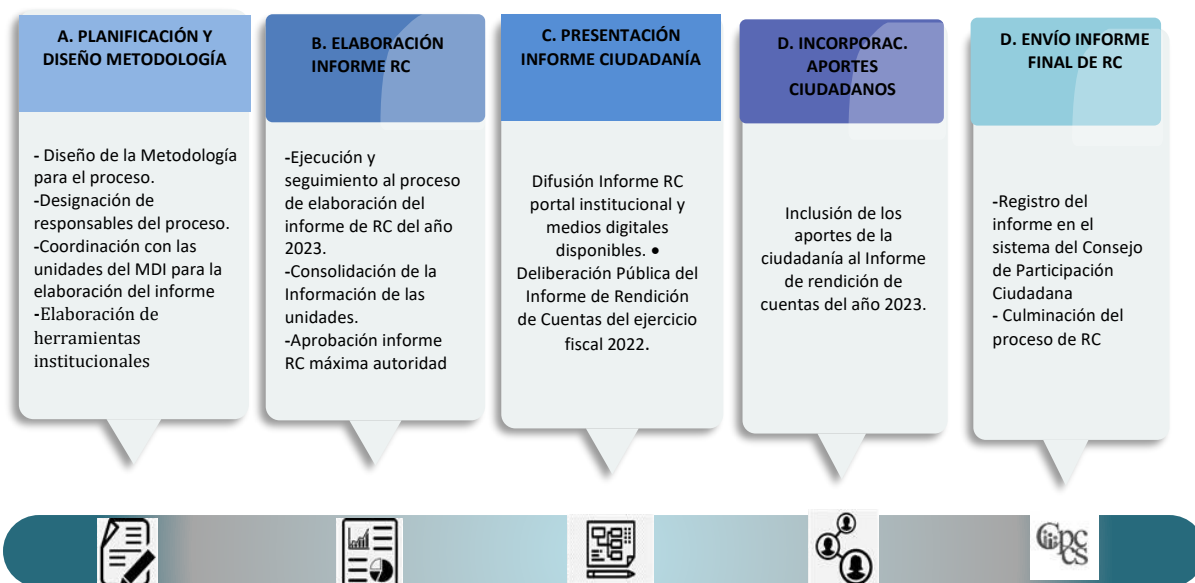 A. PLANIFICACIÓN Y
DISEÑO METODOLOGÍA
- Diseño de la Metodología
para el proceso.
-Designación de
responsables del proceso.
-Coordinación con las
unidades del MDI para la
elaboración del informe
-Elaboración de
herramientas
institucionales
B. ELABORACIÓN
INFORME RC
-Ejecución y
seguimiento al proceso
de elaboración del
informe de RC del año
2023.
-Consolidación de la
Información de las
unidades.
-Aprobación informe
RC máxima autoridad
C. PRESENTACIÓN
INFORME CIUDADANÍA
Difusión Informe RC
portal institucional y
medios digitales
disponibles. •
Deliberación Pública del
Informe de Rendición
de Cuentas del ejercicio
fiscal 2022.
D. INCORPORAC.
APORTES
CIUDADANOS
Inclusión de los
aportes de la
ciudadanía al Informe
de rendición de
cuentas del año 2023.
D. ENVÍO INFORME
FINAL DE RC
-Registro del
informe en el
sistema del Consejo
de Participación
Ciudadana
- Culminación del
proceso de RC
Cpc
cs